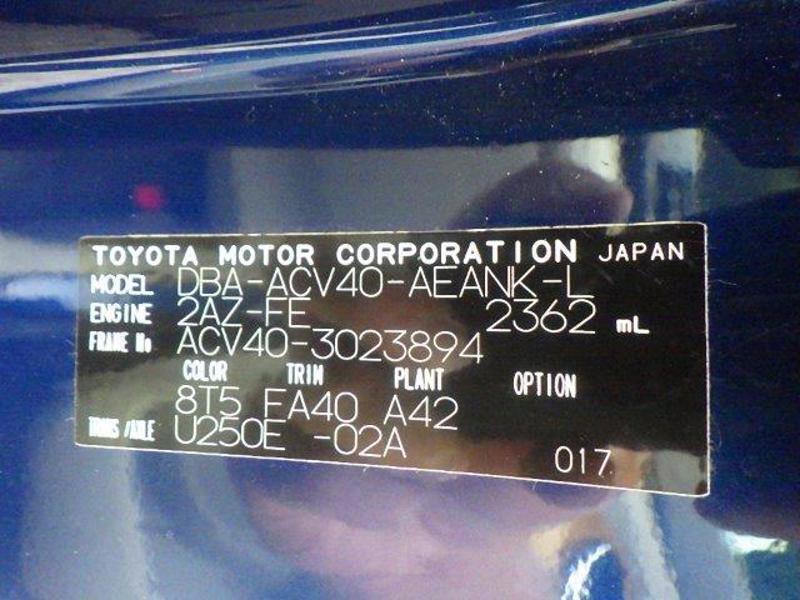 TOYOTA MOTOR CORPORATION JAPAN
MODEL DBA-ACV40-AEANK-L
ENGINE 2AZ-FE 2362 mL
FRAME No ACV40-3023894
COLOR TRIM PLANT OPTION
8T5 FA40 A42
TRANS/AXLE U250E -02A
017